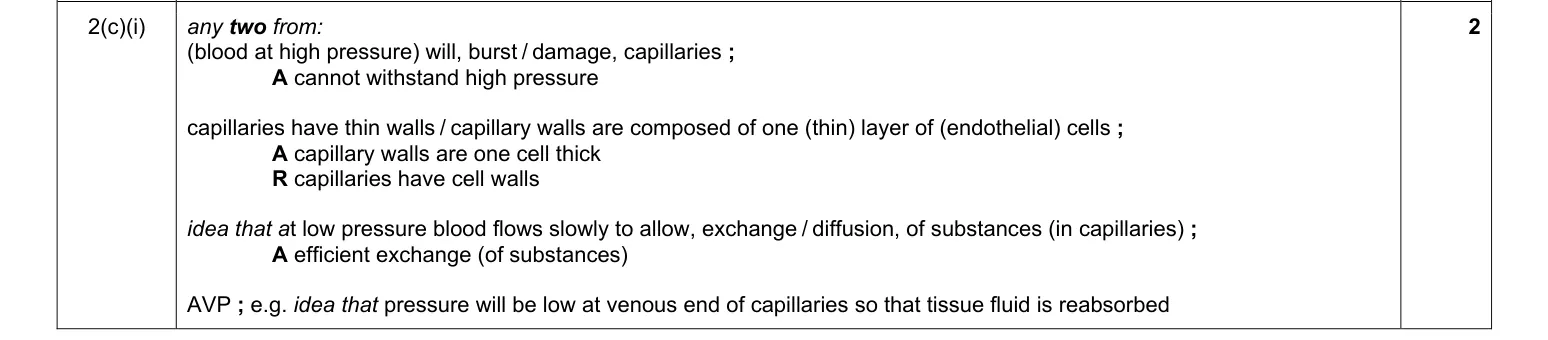 2(c)(i)
any two from:
2
(blood at high pressure) will, burst / damage, capillaries ;
A cannot withstand high pressure
capillaries have thin walls / capillary walls are composed of one (thin) layer of (endothelial) cells ;
A capillary walls are one cell thick
R capillaries have cell walls
idea that at low pressure blood flows slowly to allow, exchange / diffusion, of substances (in capillaries) ;
A efficient exchange (of substances)
AVP ; e.g. idea that pressure will be low at venous end of capillaries so that tissue fluid is reabsorbed